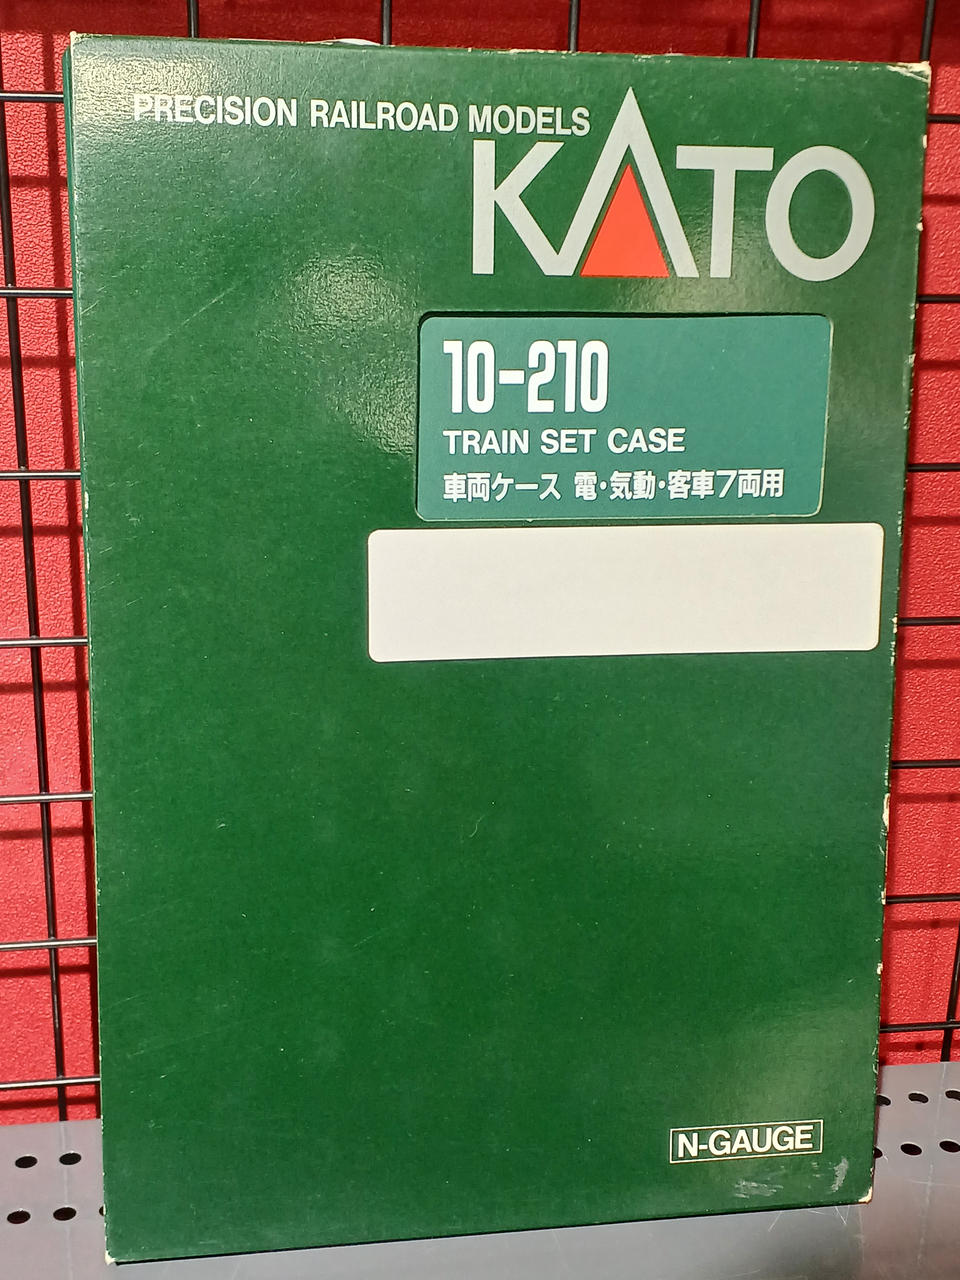 PRECISION RAILROAD MODELS
KATO
10-210
TRAIN SET CASE
車両ケース 電・気動・客車7両用
N-GAUGE